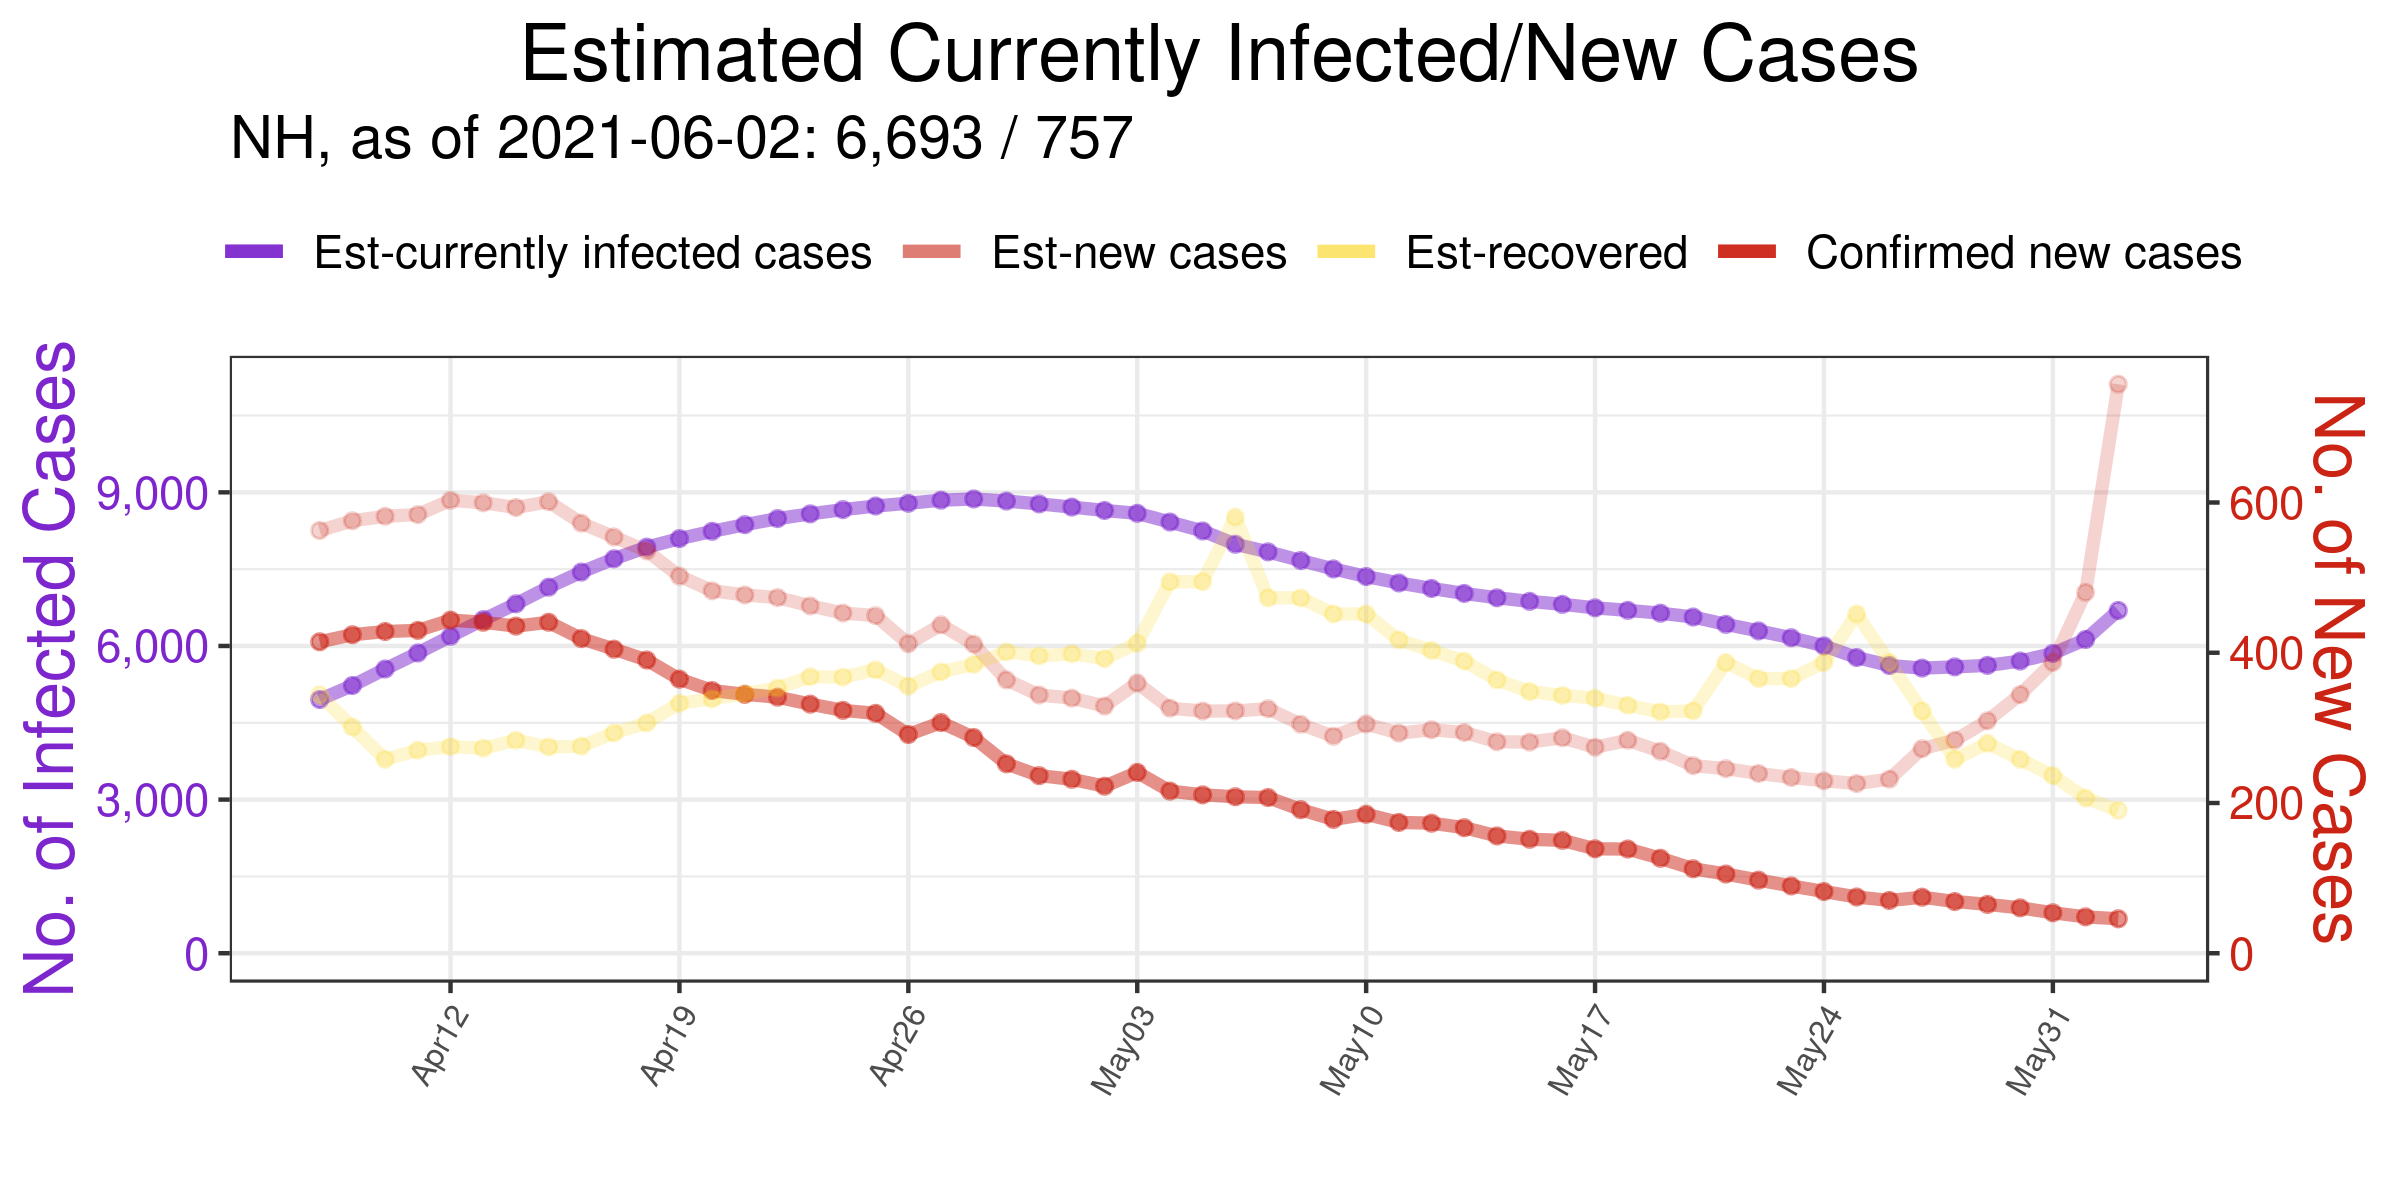 Estimated Currently Infected/New Cases
NH, as of 2021-06-02: 6,693 / 757
Est-currently infected cases Est-new cases Est-recovered Confirmed new cases
No. of Infected Cases
9,000
6,000
3,000
0
600
400
200
0
No. of New Cases
Apr12 Apr19 Apr26 May03 May10 May17 May24 May31